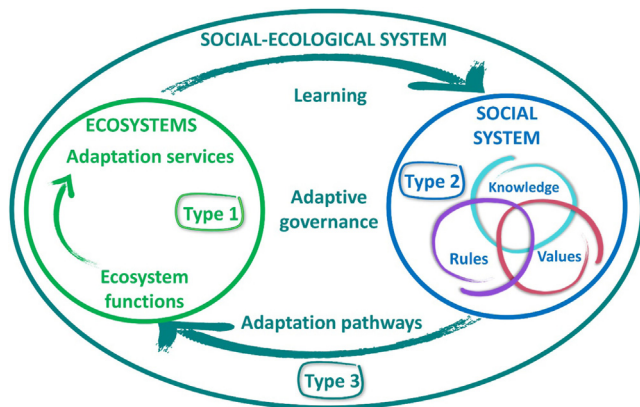 SOCIAL-ECOLOGICAL SYSTEM
Learning
ECOSYSTEMS
Adaptation services
Type 1
Ecosystem
functions
Adaptive
governance
SOCIAL
SYSTEM
Type 2
Knowledge
Rules
Values
Adaptation pathways
Type 3